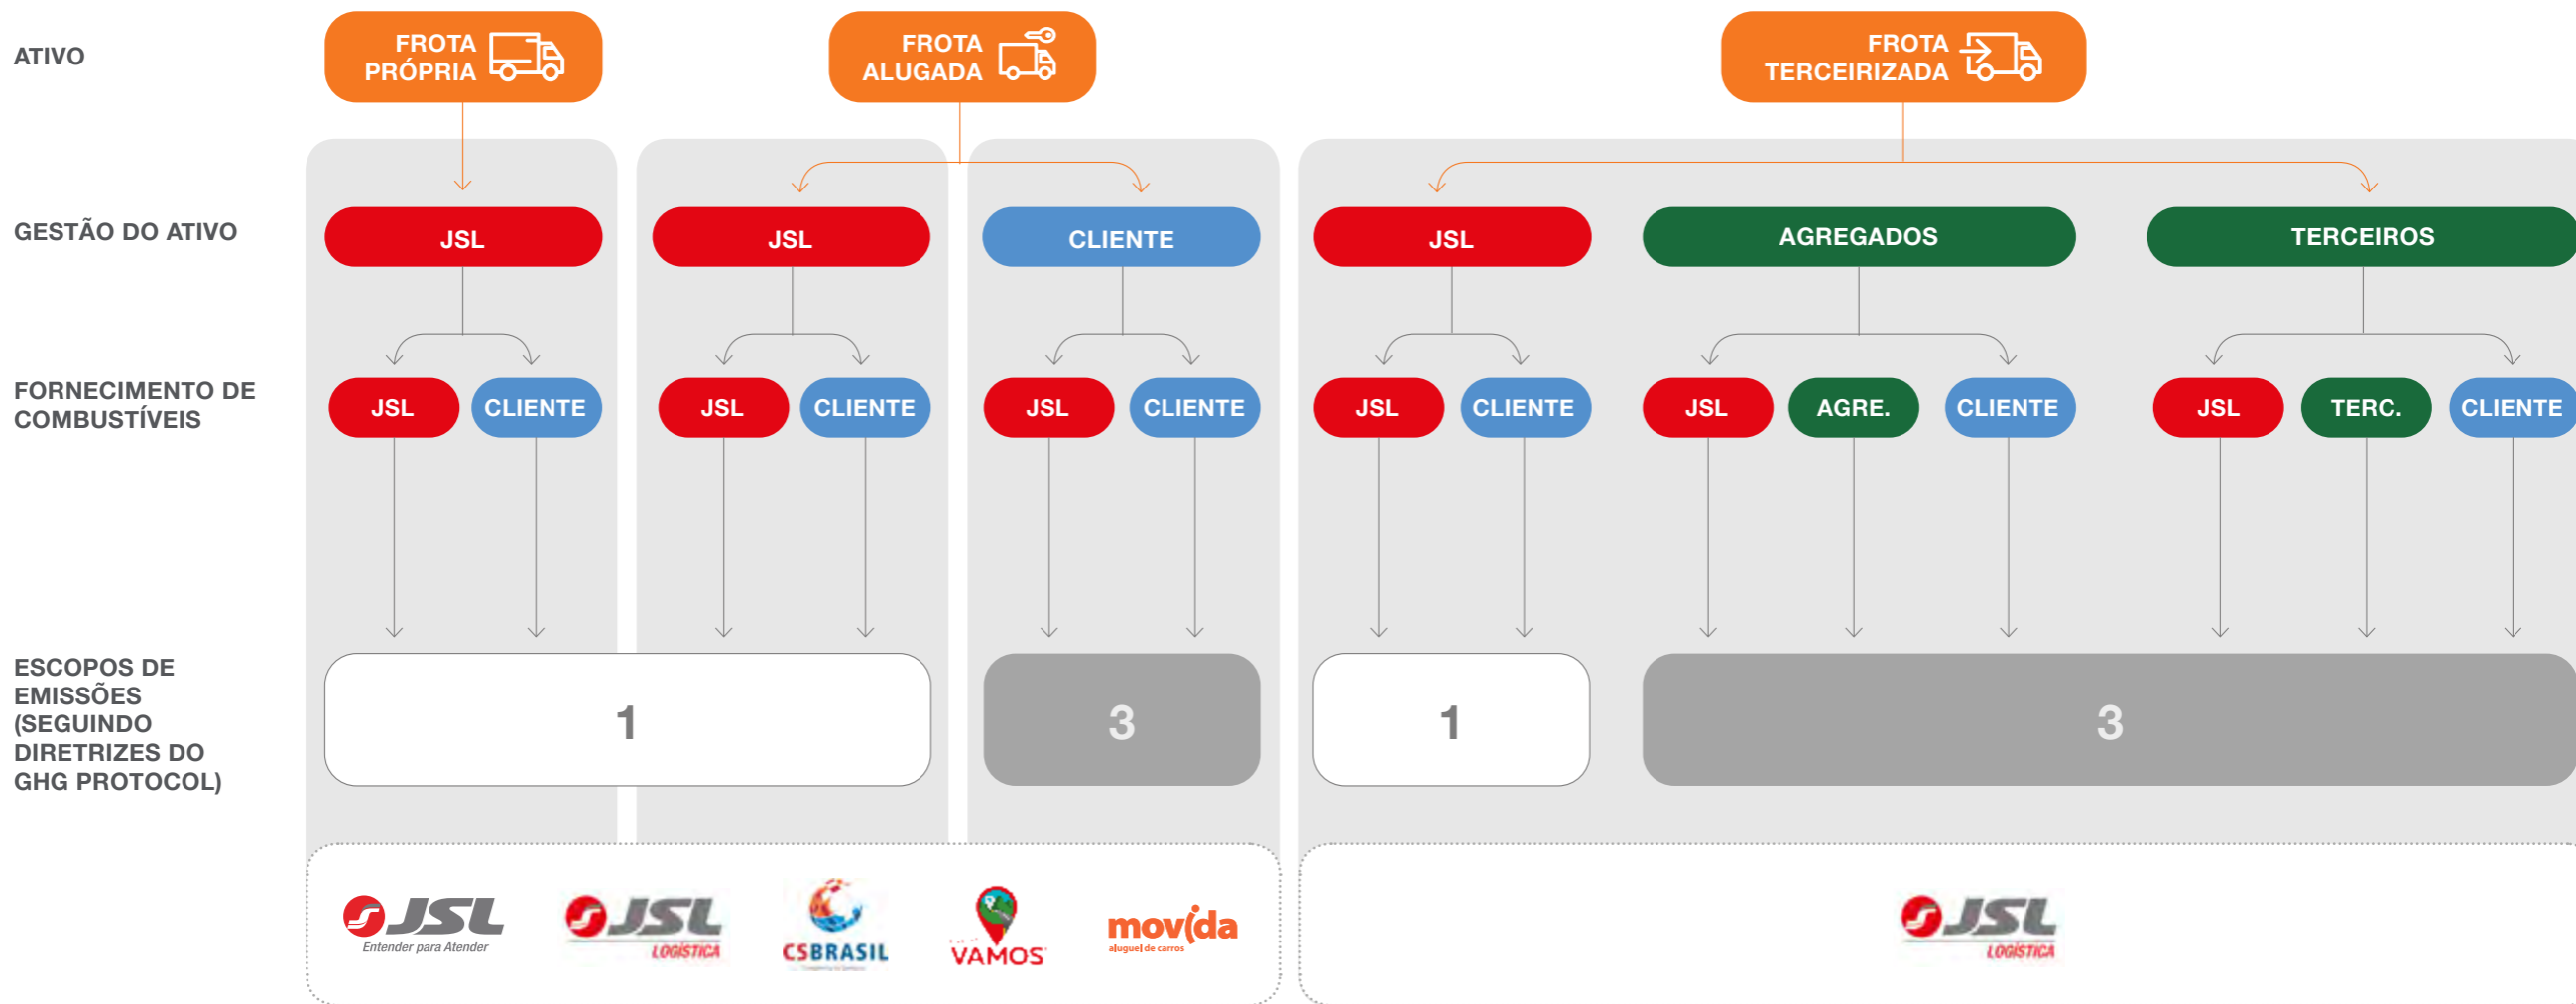 ATIVO
FROTA
PRÓPRIA
FROTA
ALUGADA
FROTA
TERCEIRIZADA
GESTÃO DO ATIVO
JSL
JSL
CLIENTE
JSL
AGREGADOS
TERCEIROS
FORNECIMENTO DE
COMBUSTÍVEIS
JSL
CLIENTE
JSL
CLIENTE
JSL
CLIENTE
JSL
CLIENTE
JSL
AGRE.
CLIENTE
JSL
TERC.
CLIENTE
ESCOPOS DE
EMISSÕES
(SEGUINDO
DIRETRIZES DO
GHG PROTOCOL)
1
3
1
3
JSL
Entender para Atender
JSL
LOGÍSTICA
CSBRASIL
VAMOS
movida
aluguel de carros
JSL
LOGÍSTICA